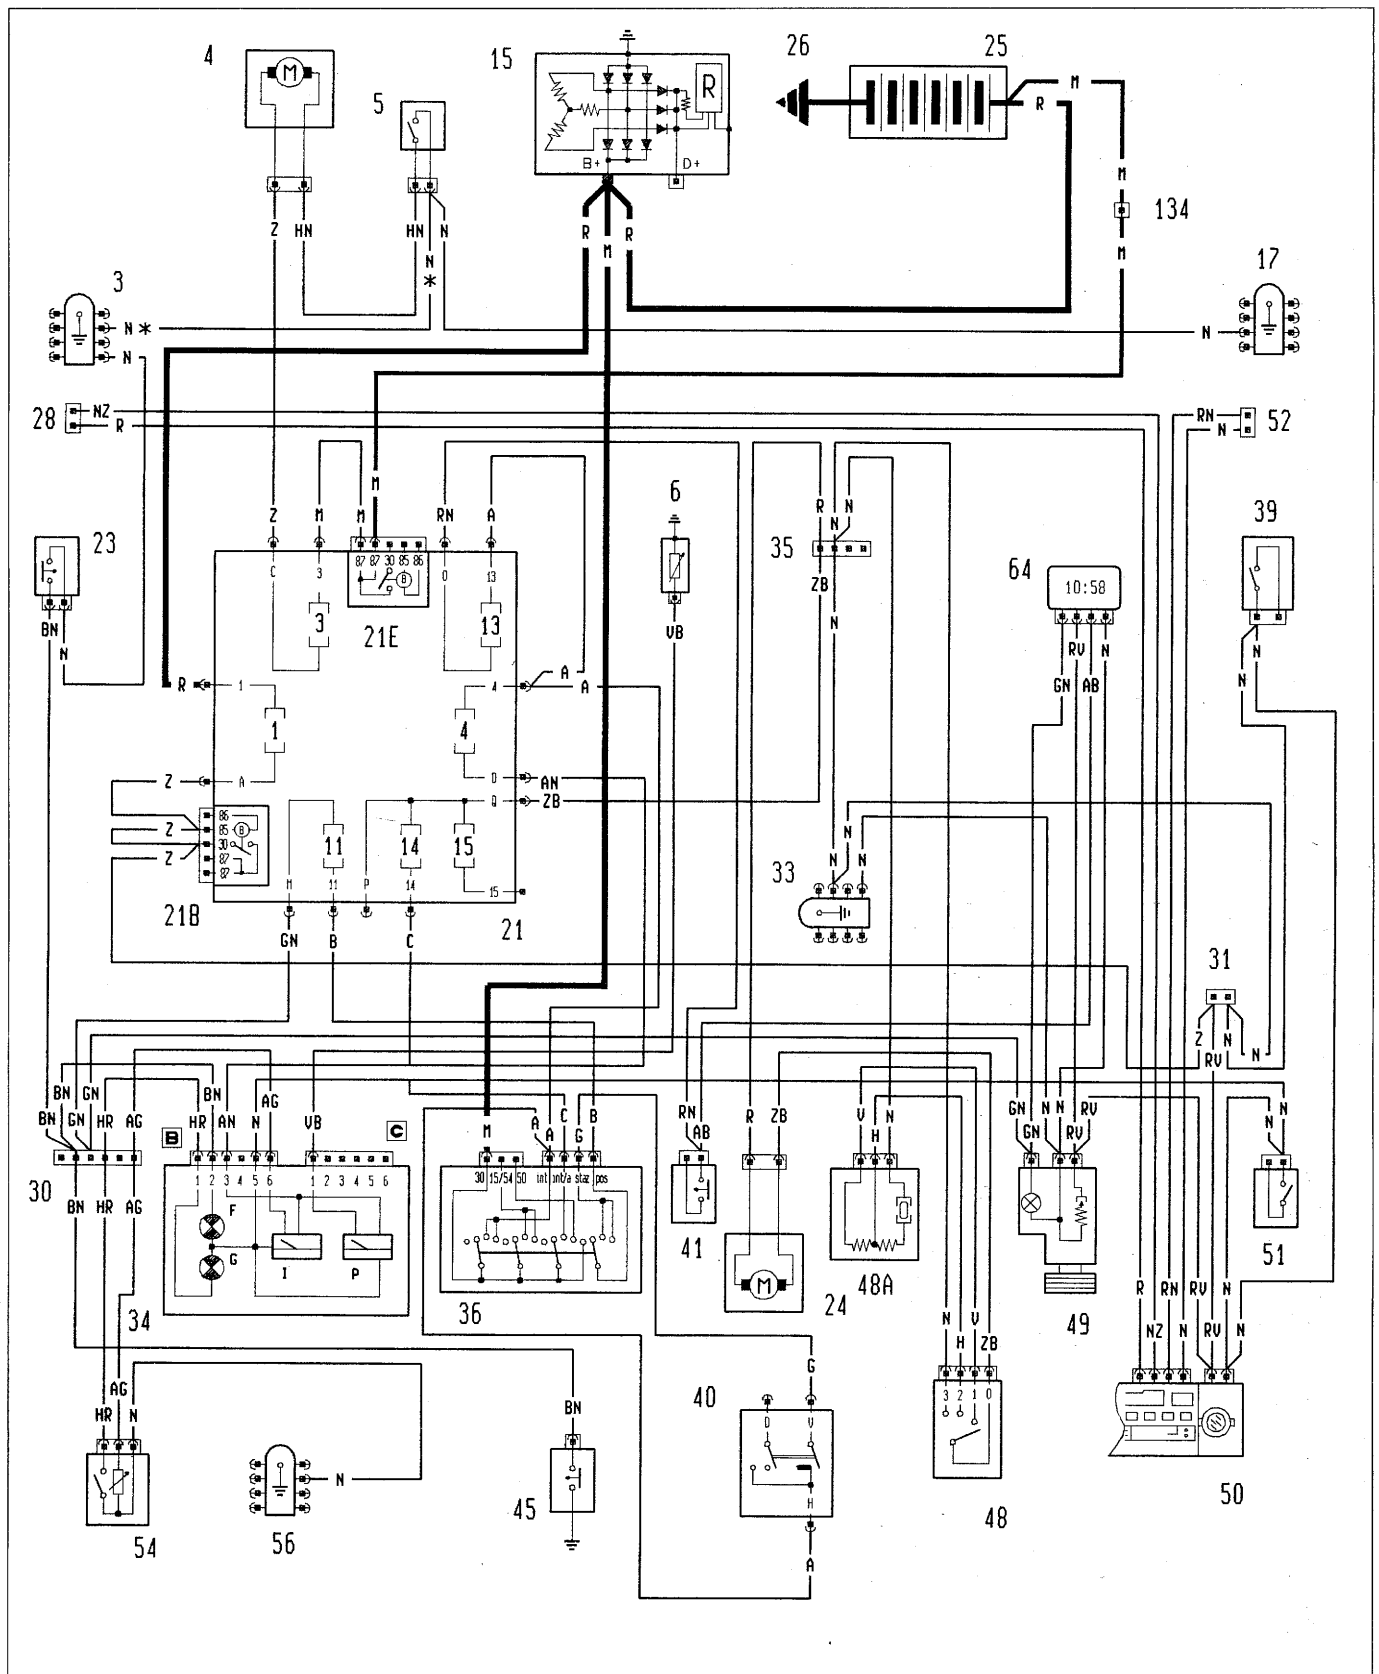 4
5
15
26
25
M
R
M
R
B+
D+
M
R
134
Z
HN
HN
N
N*
R
M
R
M
3
17
N*
N
N
28
NZ
R
RN
N
52
6
M
Z
M
M
RN
A
R
N
N
35
39
23
87
87
30
85
86
C
3
O
13
64
10:58
B
3
13
21E
ZB
BN
N
VB
N
RV
N
N
N
A
A
R
1
4
GN
AB
1
4
Z
A
D
AN
Q
ZB
86
85
30
87
87
B
Z
Z
11
14
15
N
N
N
33
M
11
P
14
15
21B
21
GN
B
C
31
Z
N
N
RV
BN
BN
GN
GN
HR
AG
HR
BN
AN
N
AG
VB
M
A
A
C
G
B
RN
AB
R
ZB
V
H
N
GN
GN
N
N
RV
RV
N
N
B
C
30
1
2
3
4
5
6
1
2
3
4
5
6
30
15/54
50
int
int/a
staz
pos
BN
HR
AG
F
G
I
P
41
M
24
48A
49
51
34
36
R
NZ
RN
N
RV
RV
N
N
N
H
V
ZB
G
HR
AG
N
BN
40
D
V
3
2
1
0
H
N
54
56
45
48
50
A